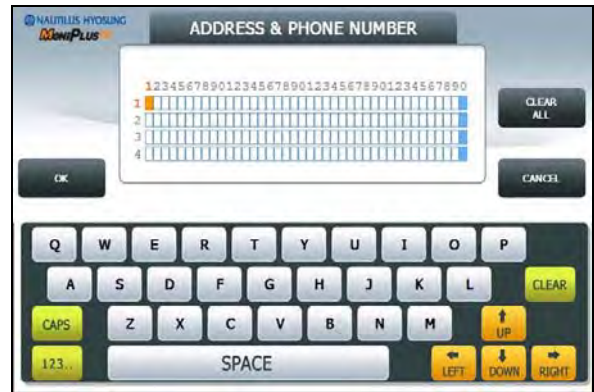 NAUTILUS HYOSUNG
MoniPlus
ADDRESS & PHONE NUMBER
1234567890123456789012345678901234567890
1
2
3
4
CLEAR
ALL
OK
CANCEL
Q W E R T Y U I O P
A S D F G H J K L CLEAR
CAPS Z X C V B N M UP
123.. SPACE LEFT DOWN RIGHT